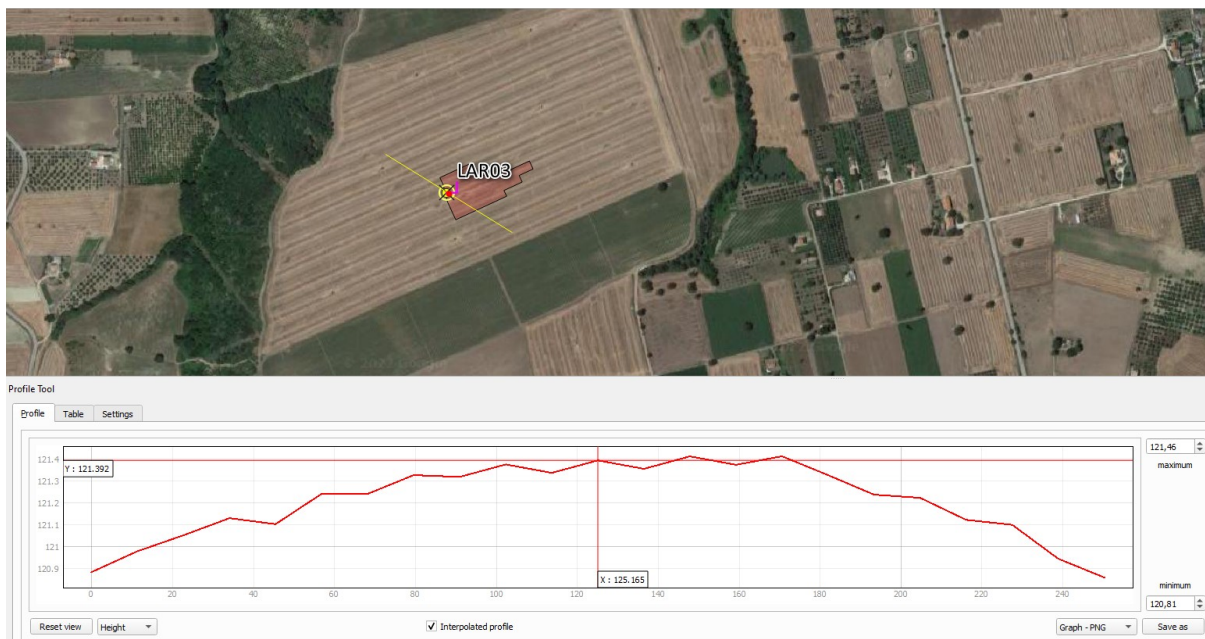 LAR03
Profile Tool
Profile Table Settings
121.4
Y : 121.392
121.3
121.2
121.1
121
120.9
X : 125.165
0 20 40 60 80 100 120 140 160 180 200 220 240
121,46
maximum
minimum
120,81
Reset view Height Interpolated profile Graph - PNG Save as